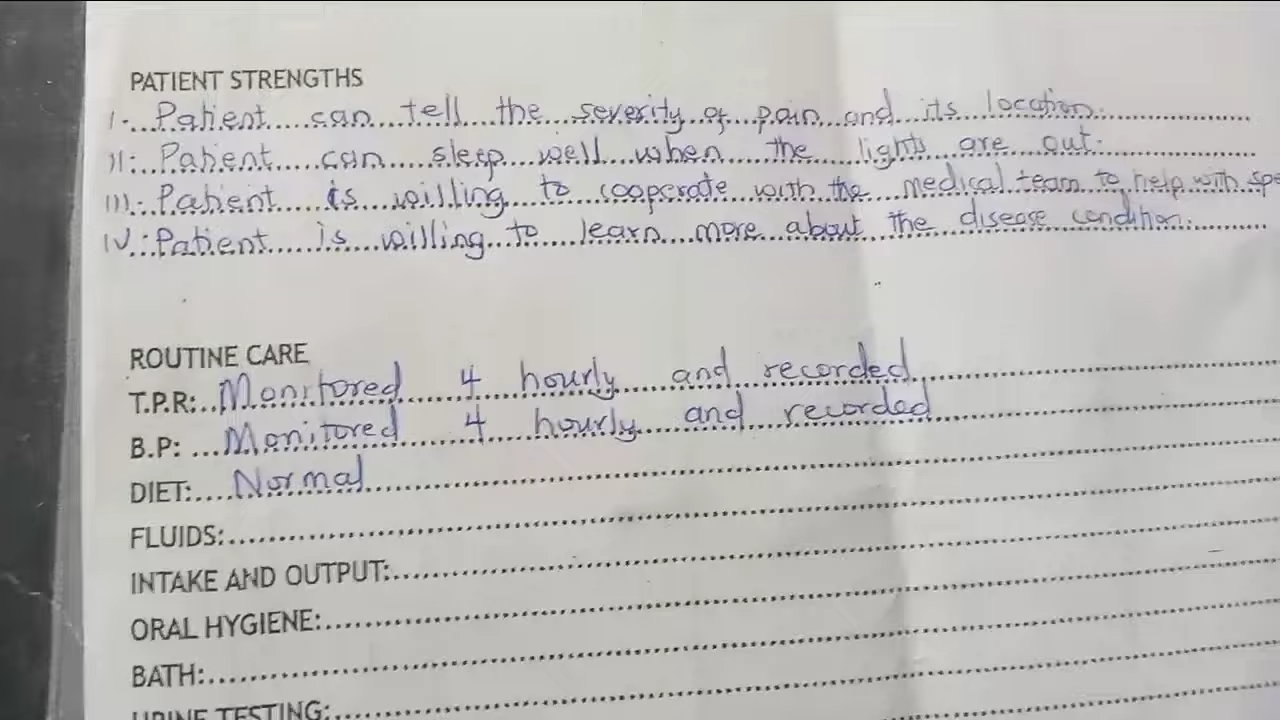 PATIENT STRENGTHS
I. Patient can tell the severity of pain and its location.
II. Patient can sleep well when the lights are out.
III. Patient is willing to cooperate with the medical team to help with
IV. Patient is willing to learn more about the disease condition.
ROUTINE CARE
T.P.R: Monitored 4 hourly and recorded
B.P: Monitored 4 hourly and recorded
DIET: Normal
FLUIDS:
INTAKE AND OUTPUT:
ORAL HYGIENE:
BATH:
URINE TESTING: